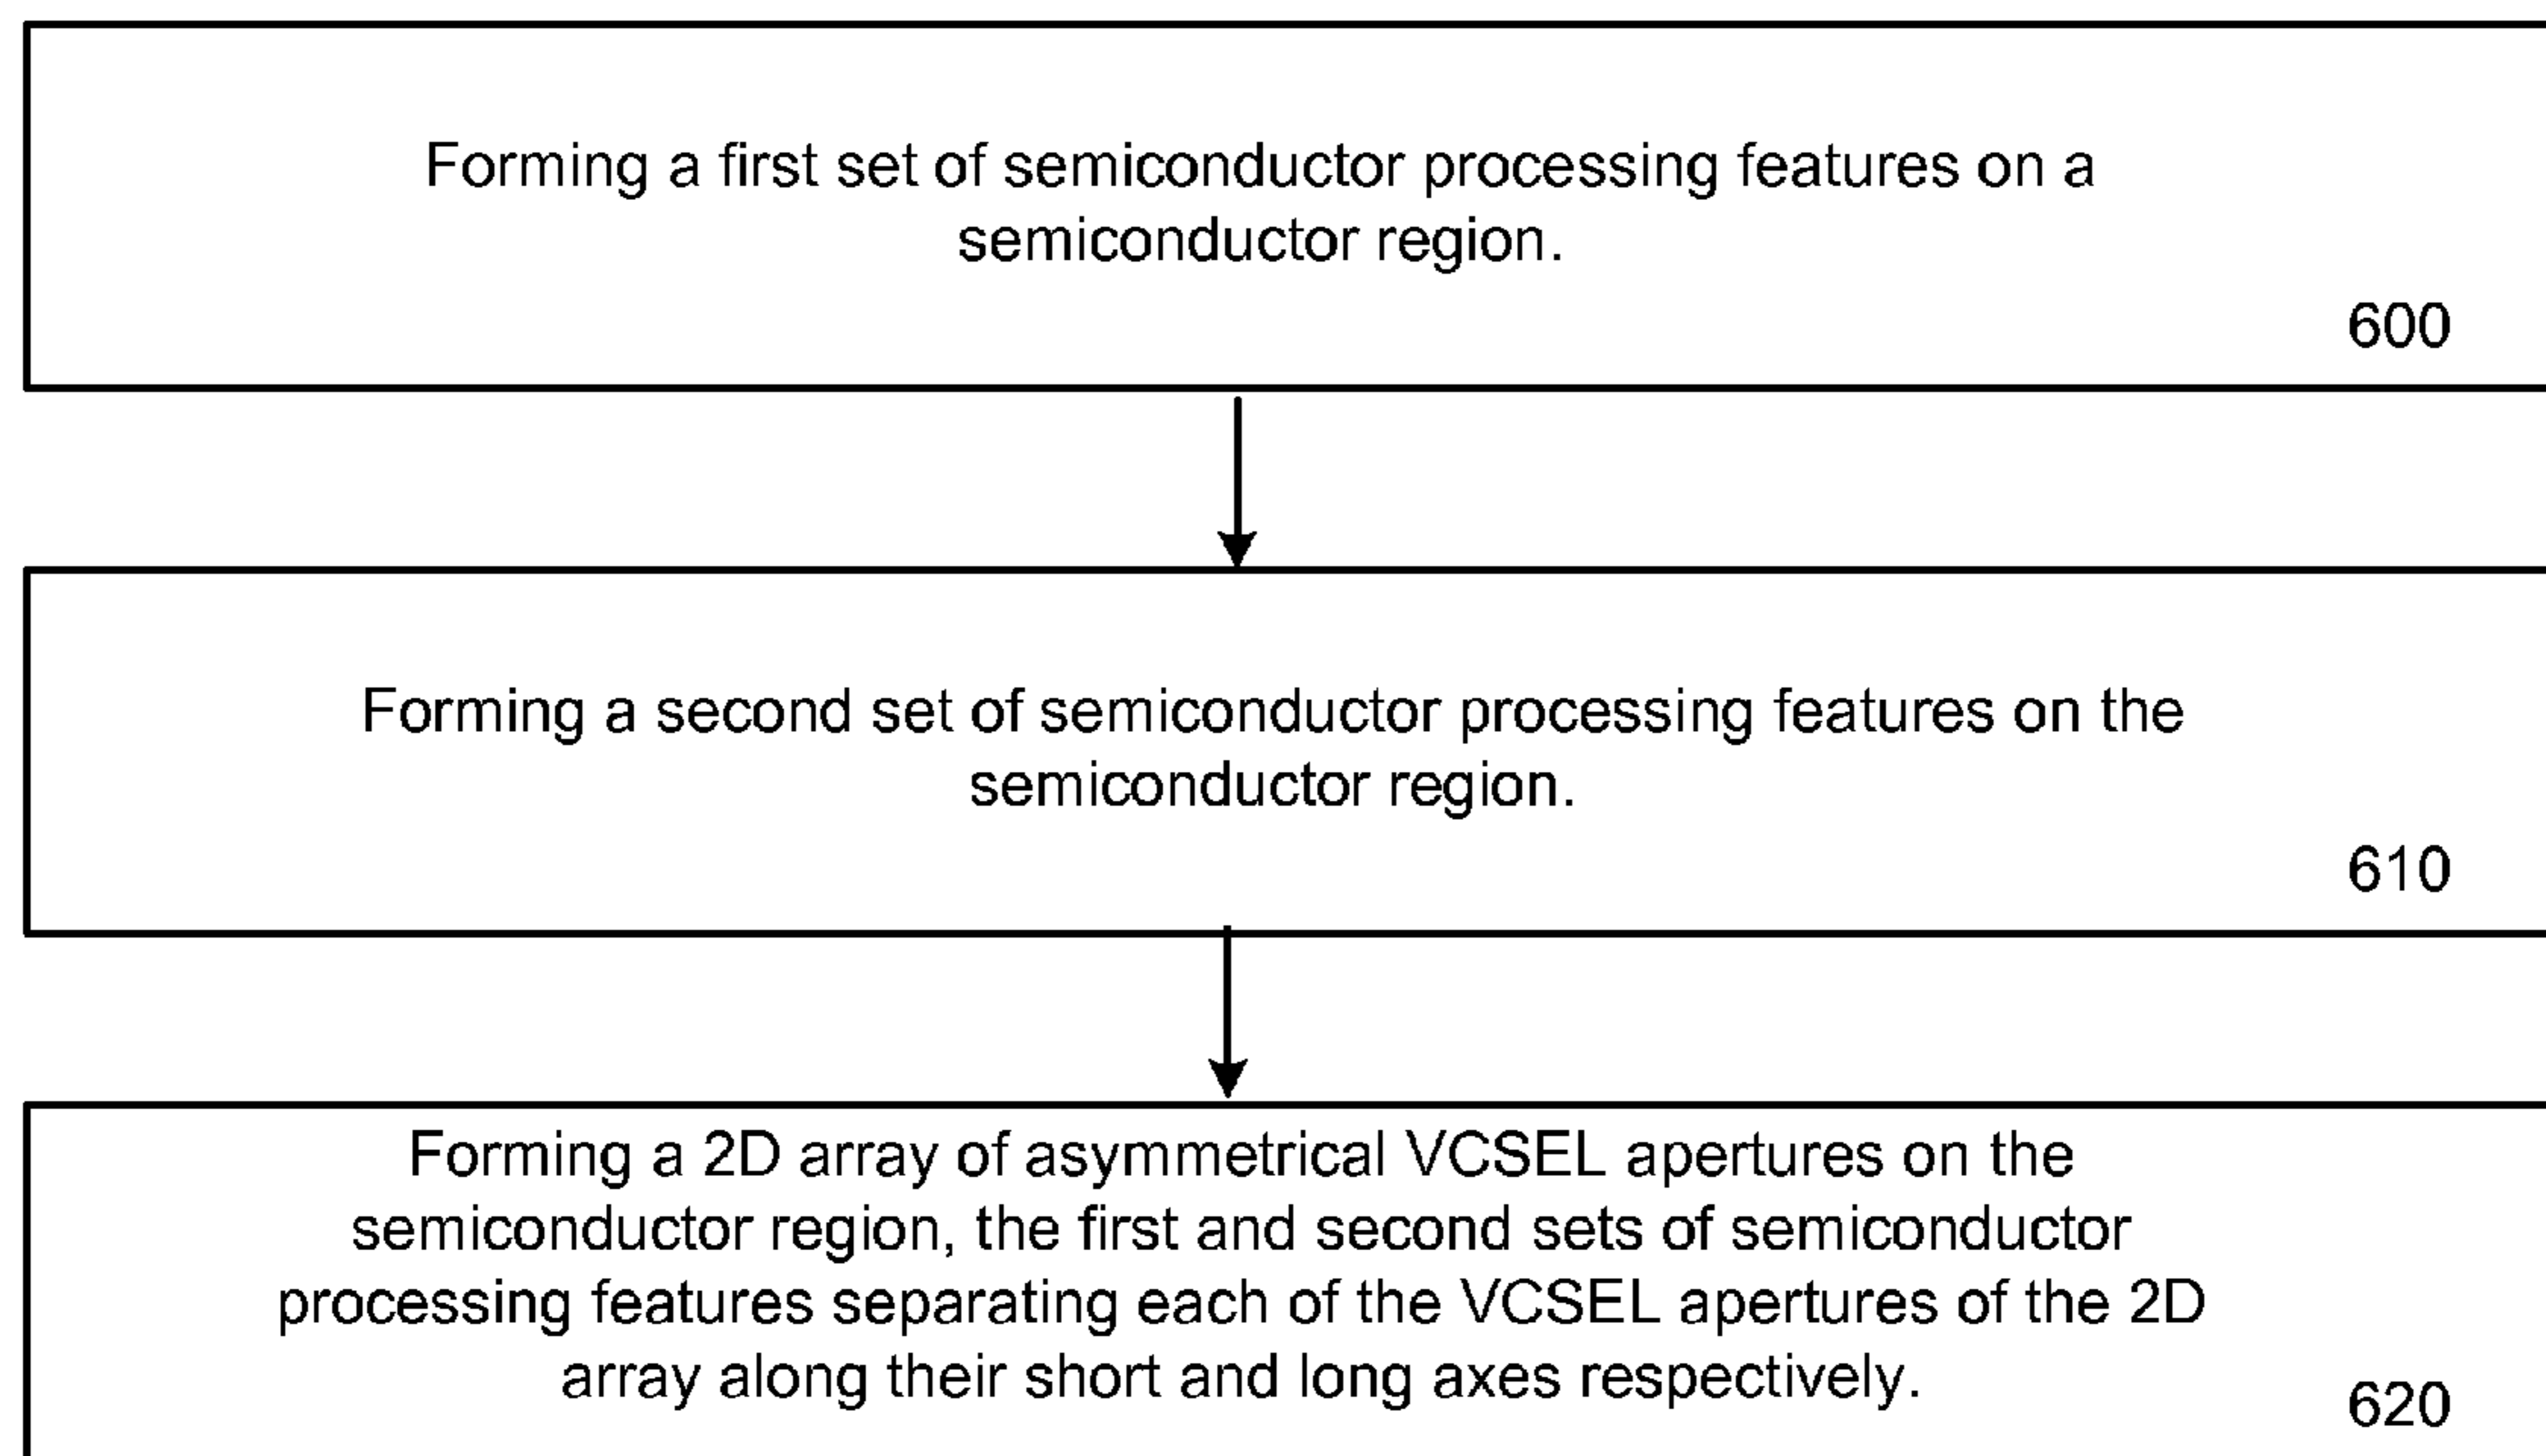 Forming a first set of semiconductor processing features on a
semiconductor region.
600
Forming a second set of semiconductor processing features on the
semiconductor region.
610
Forming a 2D array of asymmetrical VCSEL apertures on the
semiconductor region, the first and second sets of semiconductor
processing features separating each of the VCSEL apertures of the 2D
array along their short and long axes respectively.
620